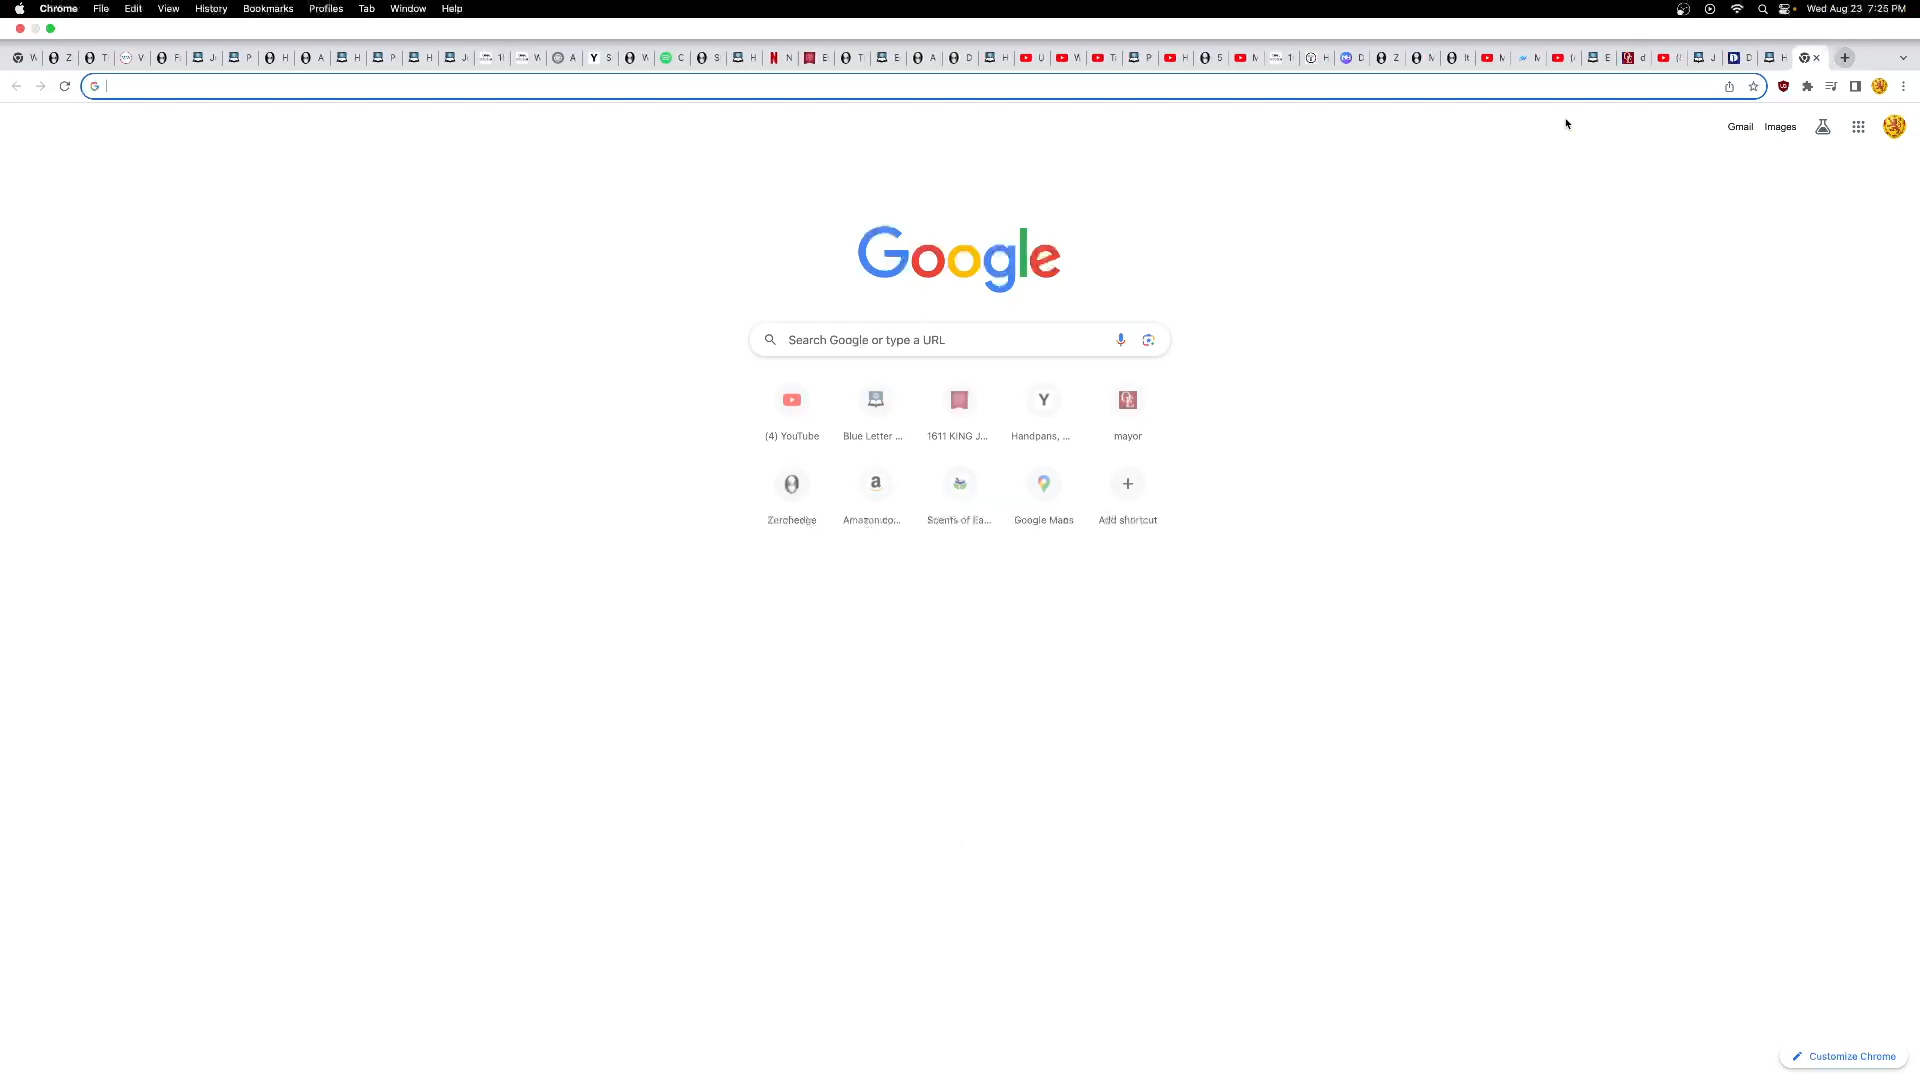 Chrome File Edit View History Bookmarks Profiles Tab Window Help Wed Aug 23 7:25 PM
Gmail Images
Google
Search Google or type a URL
(4) YouTube Blue Letter ... 1611 KING J... Handpans, ... mayor
Zerohedge Amazon.co... Scents of Ea... Google Maps Add shortcut
Customize Chrome